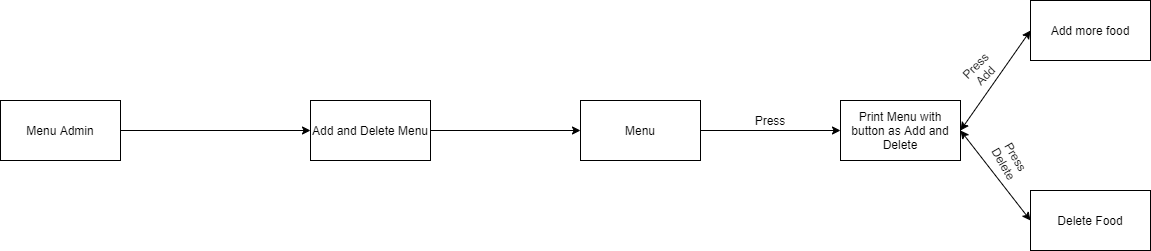 Menu Admin
Add and Delete Menu
Menu
Press
Print Menu with
button as Add and
Delete
Press
Add
Add more food
Press
Delete
Delete Food